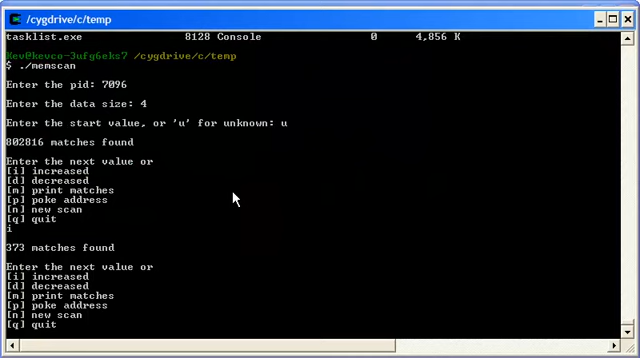 /cygdrive/c/temp
tasklist.exe 8128 Console 0 4,856 K
Kev@kevco-3ufg6eks7 /cygdrive/c/temp
$ ./memscan
Enter the pid: 7096
Enter the data size: 4
Enter the start value, or 'u' for unknown: u
802816 matches found
Enter the next value or
[i] increased
[d] decreased
[m] print matches
[p] poke address
[n] new scan
[q] quit
i
373 matches found
Enter the next value or
[i] increased
[d] decreased
[m] print matches
[p] poke address
[n] new scan
[q] quit